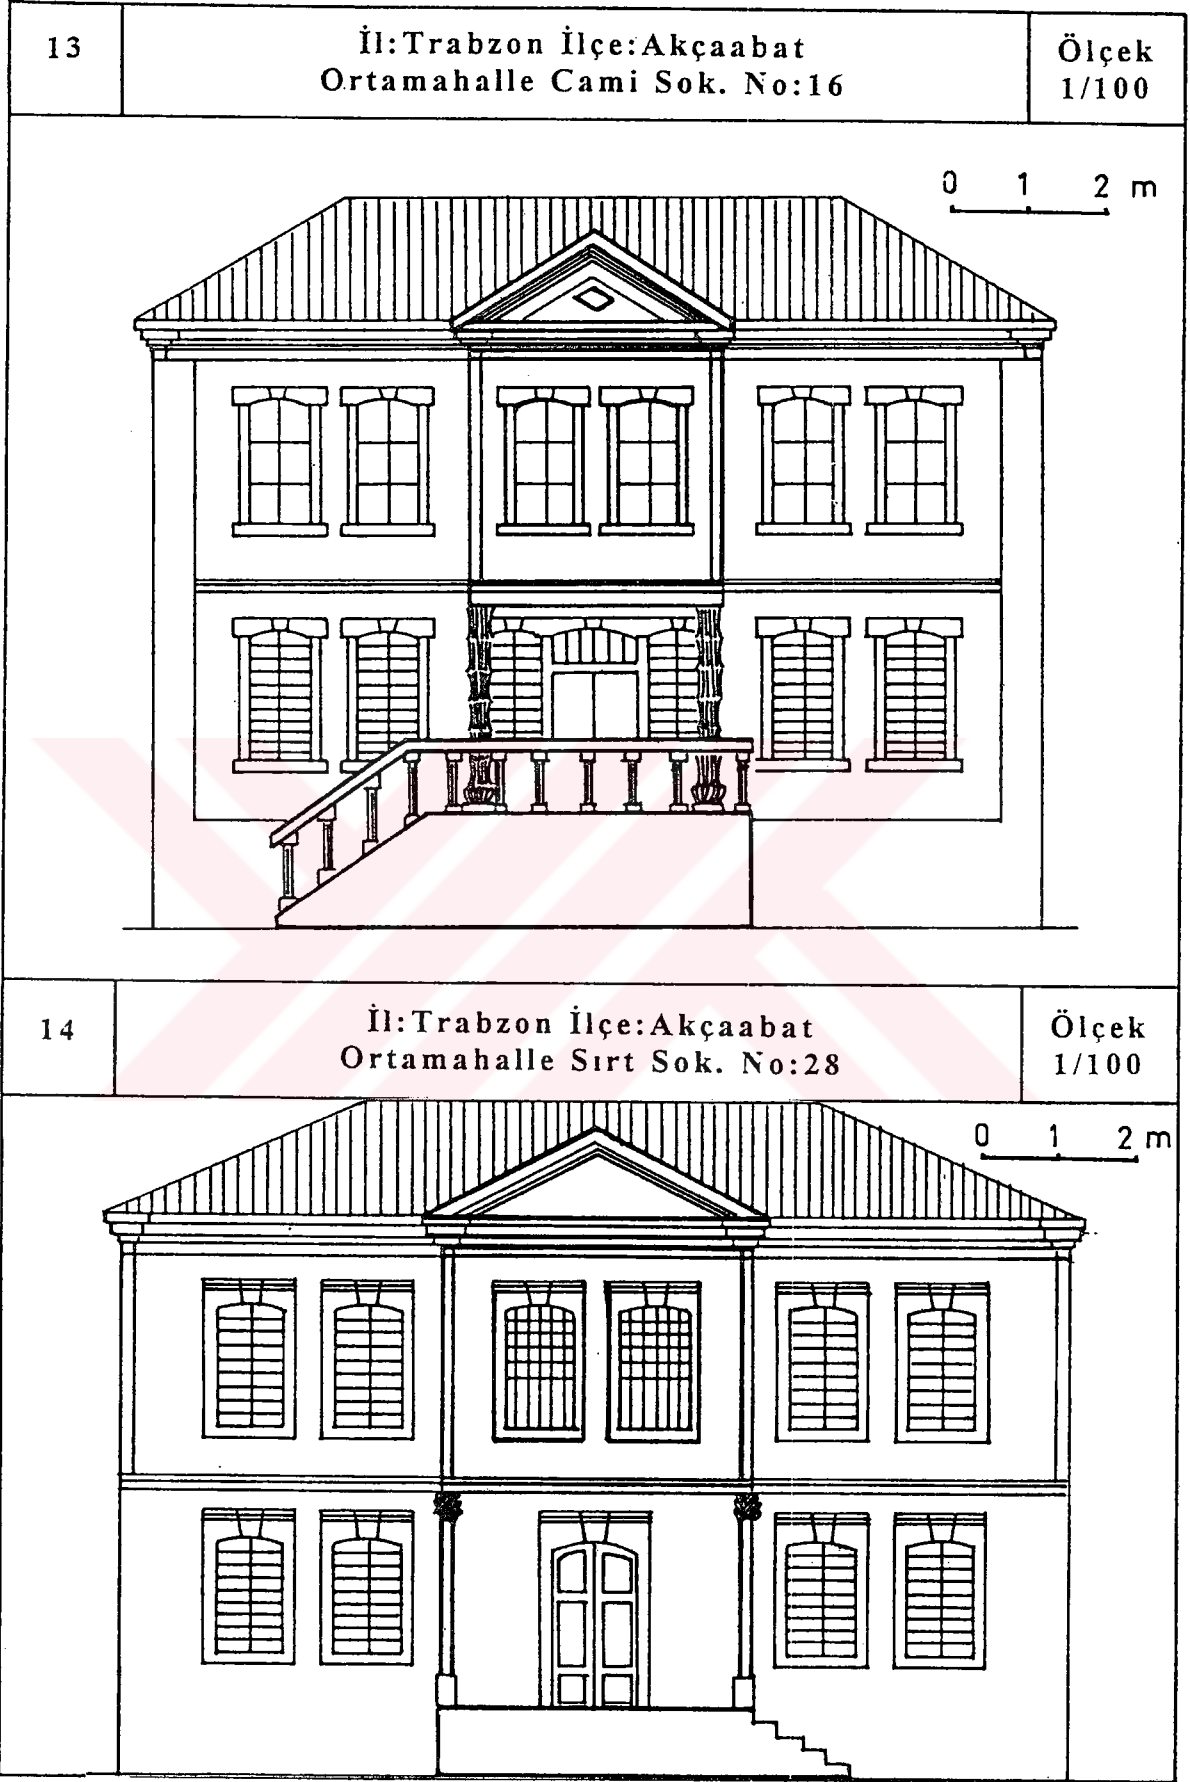 13
İl:Trabzon İlçe:Akçaabat
Ortamahalle Cami Sok. No:16
Ölçek
1/100
0 1 2 m
14
İl:Trabzon İlçe:Akçaabat
Ortamahalle Sırt Sok. No:28
Ölçek
1/100
0 1 2 m